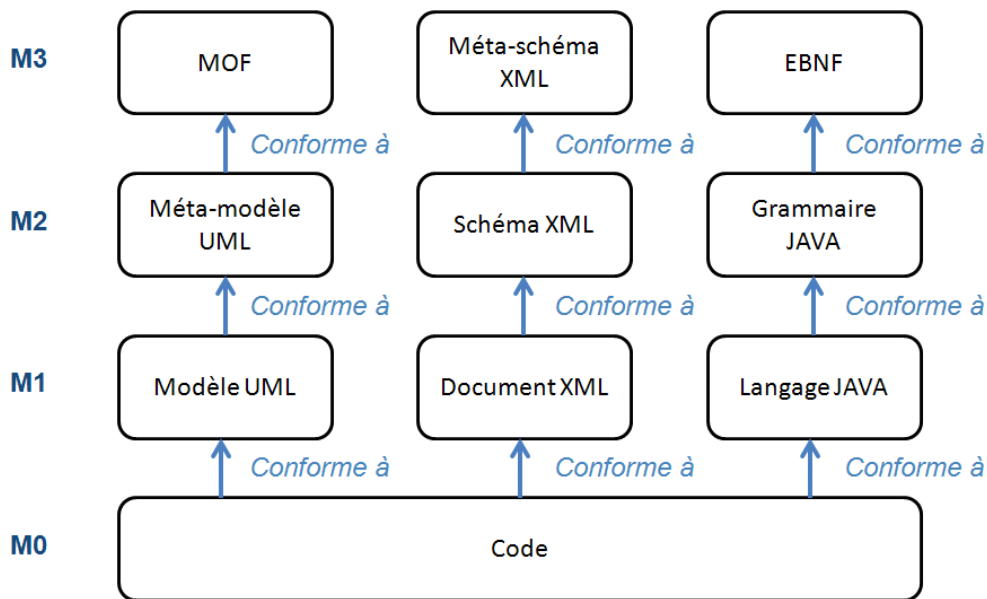 M3
MOF
Méta-schéma
XML
EBNF
Conforme à
Conforme à
Conforme à
M2
Méta-modèle
UML
Schéma XML
Grammaire
JAVA
Conforme à
Conforme à
Conforme à
M1
Modèle UML
Document XML
Langage JAVA
Conforme à
Conforme à
Conforme à
M0
Code